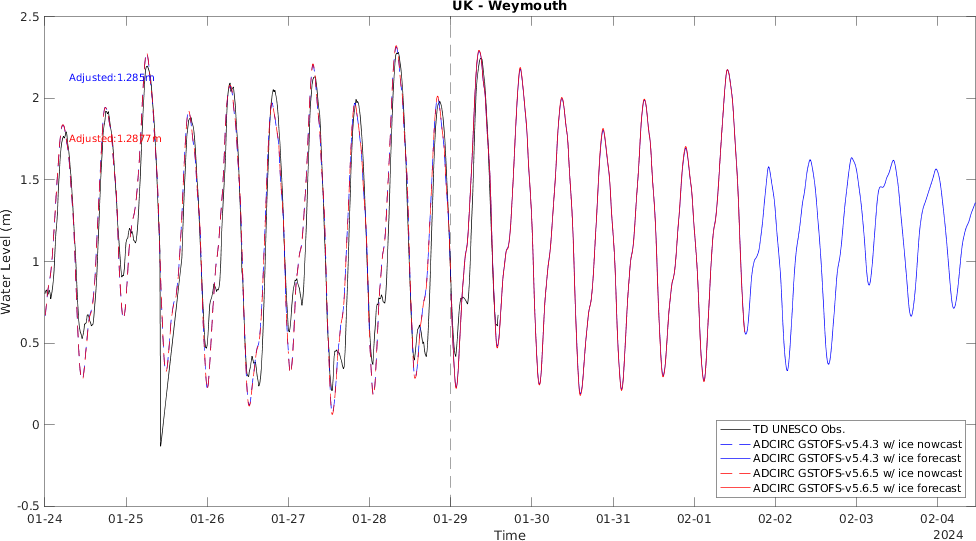 UK - Weymouth
2.5
2
1.5
1
0.5
0
-0.5
Water Level (m)
Adjusted:1.285m
Adjusted:1.2877m
TD UNESCO Obs.
ADCIRC GSTOFS-v5.4.3 w/ ice nowcast
ADCIRC GSTOFS-v5.4.3 w/ ice forecast
ADCIRC GSTOFS-v5.6.5 w/ ice nowcast
ADCIRC GSTOFS-v5.6.5 w/ ice forecast
01-24 01-25 01-26 01-27 01-28 01-29 01-30 01-31 02-01 02-02 02-03 02-04
Time
2024